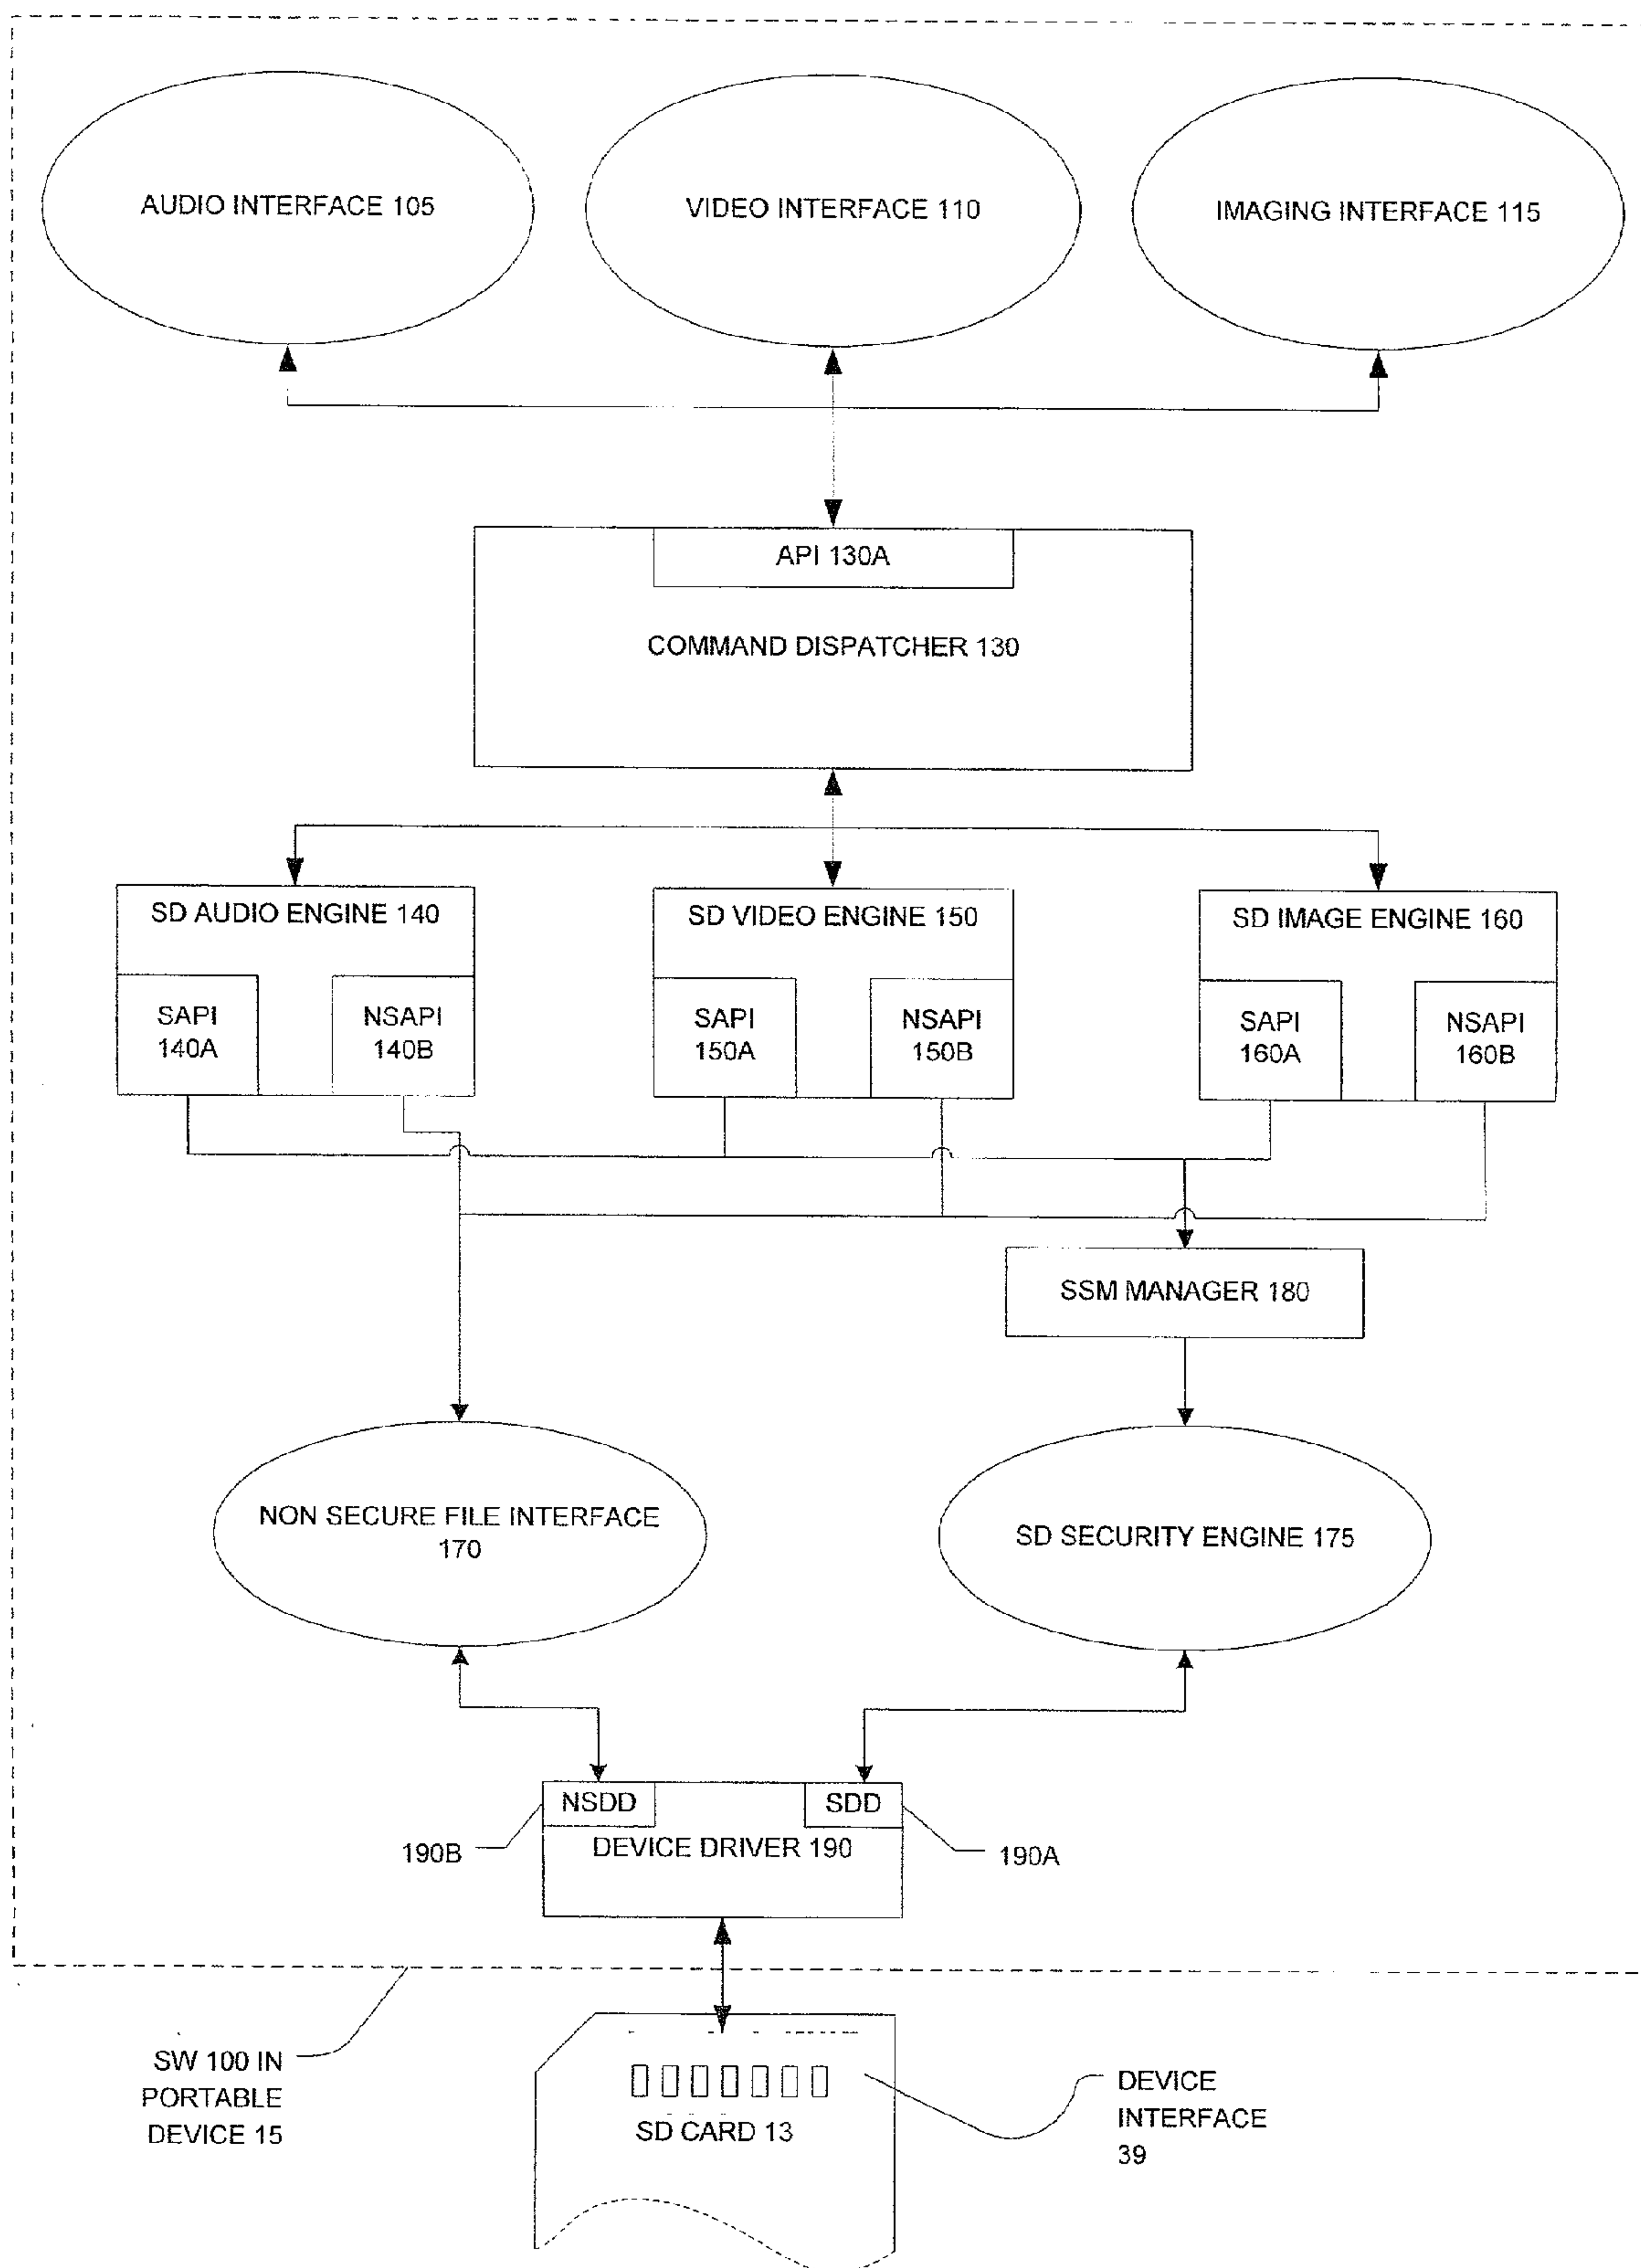 AUDIO INTERFACE 105
VIDEO INTERFACE 110
IMAGING INTERFACE 115
API 130A
COMMAND DISPATCHER 130
SD AUDIO ENGINE 140
SD VIDEO ENGINE 150
SD IMAGE ENGINE 160
SAPI
140A
NSAPI
140B
SAPI
150A
NSAPI
150B
SAPI
160A
NSAPI
160B
SSM MANAGER 180
NON SECURE FILE INTERFACE
170
SD SECURITY ENGINE 175
NSDD
SDD
DEVICE DRIVER 190
190B
190A
SW 100 IN
PORTABLE
DEVICE 15
SD CARD 13
DEVICE
INTERFACE
39